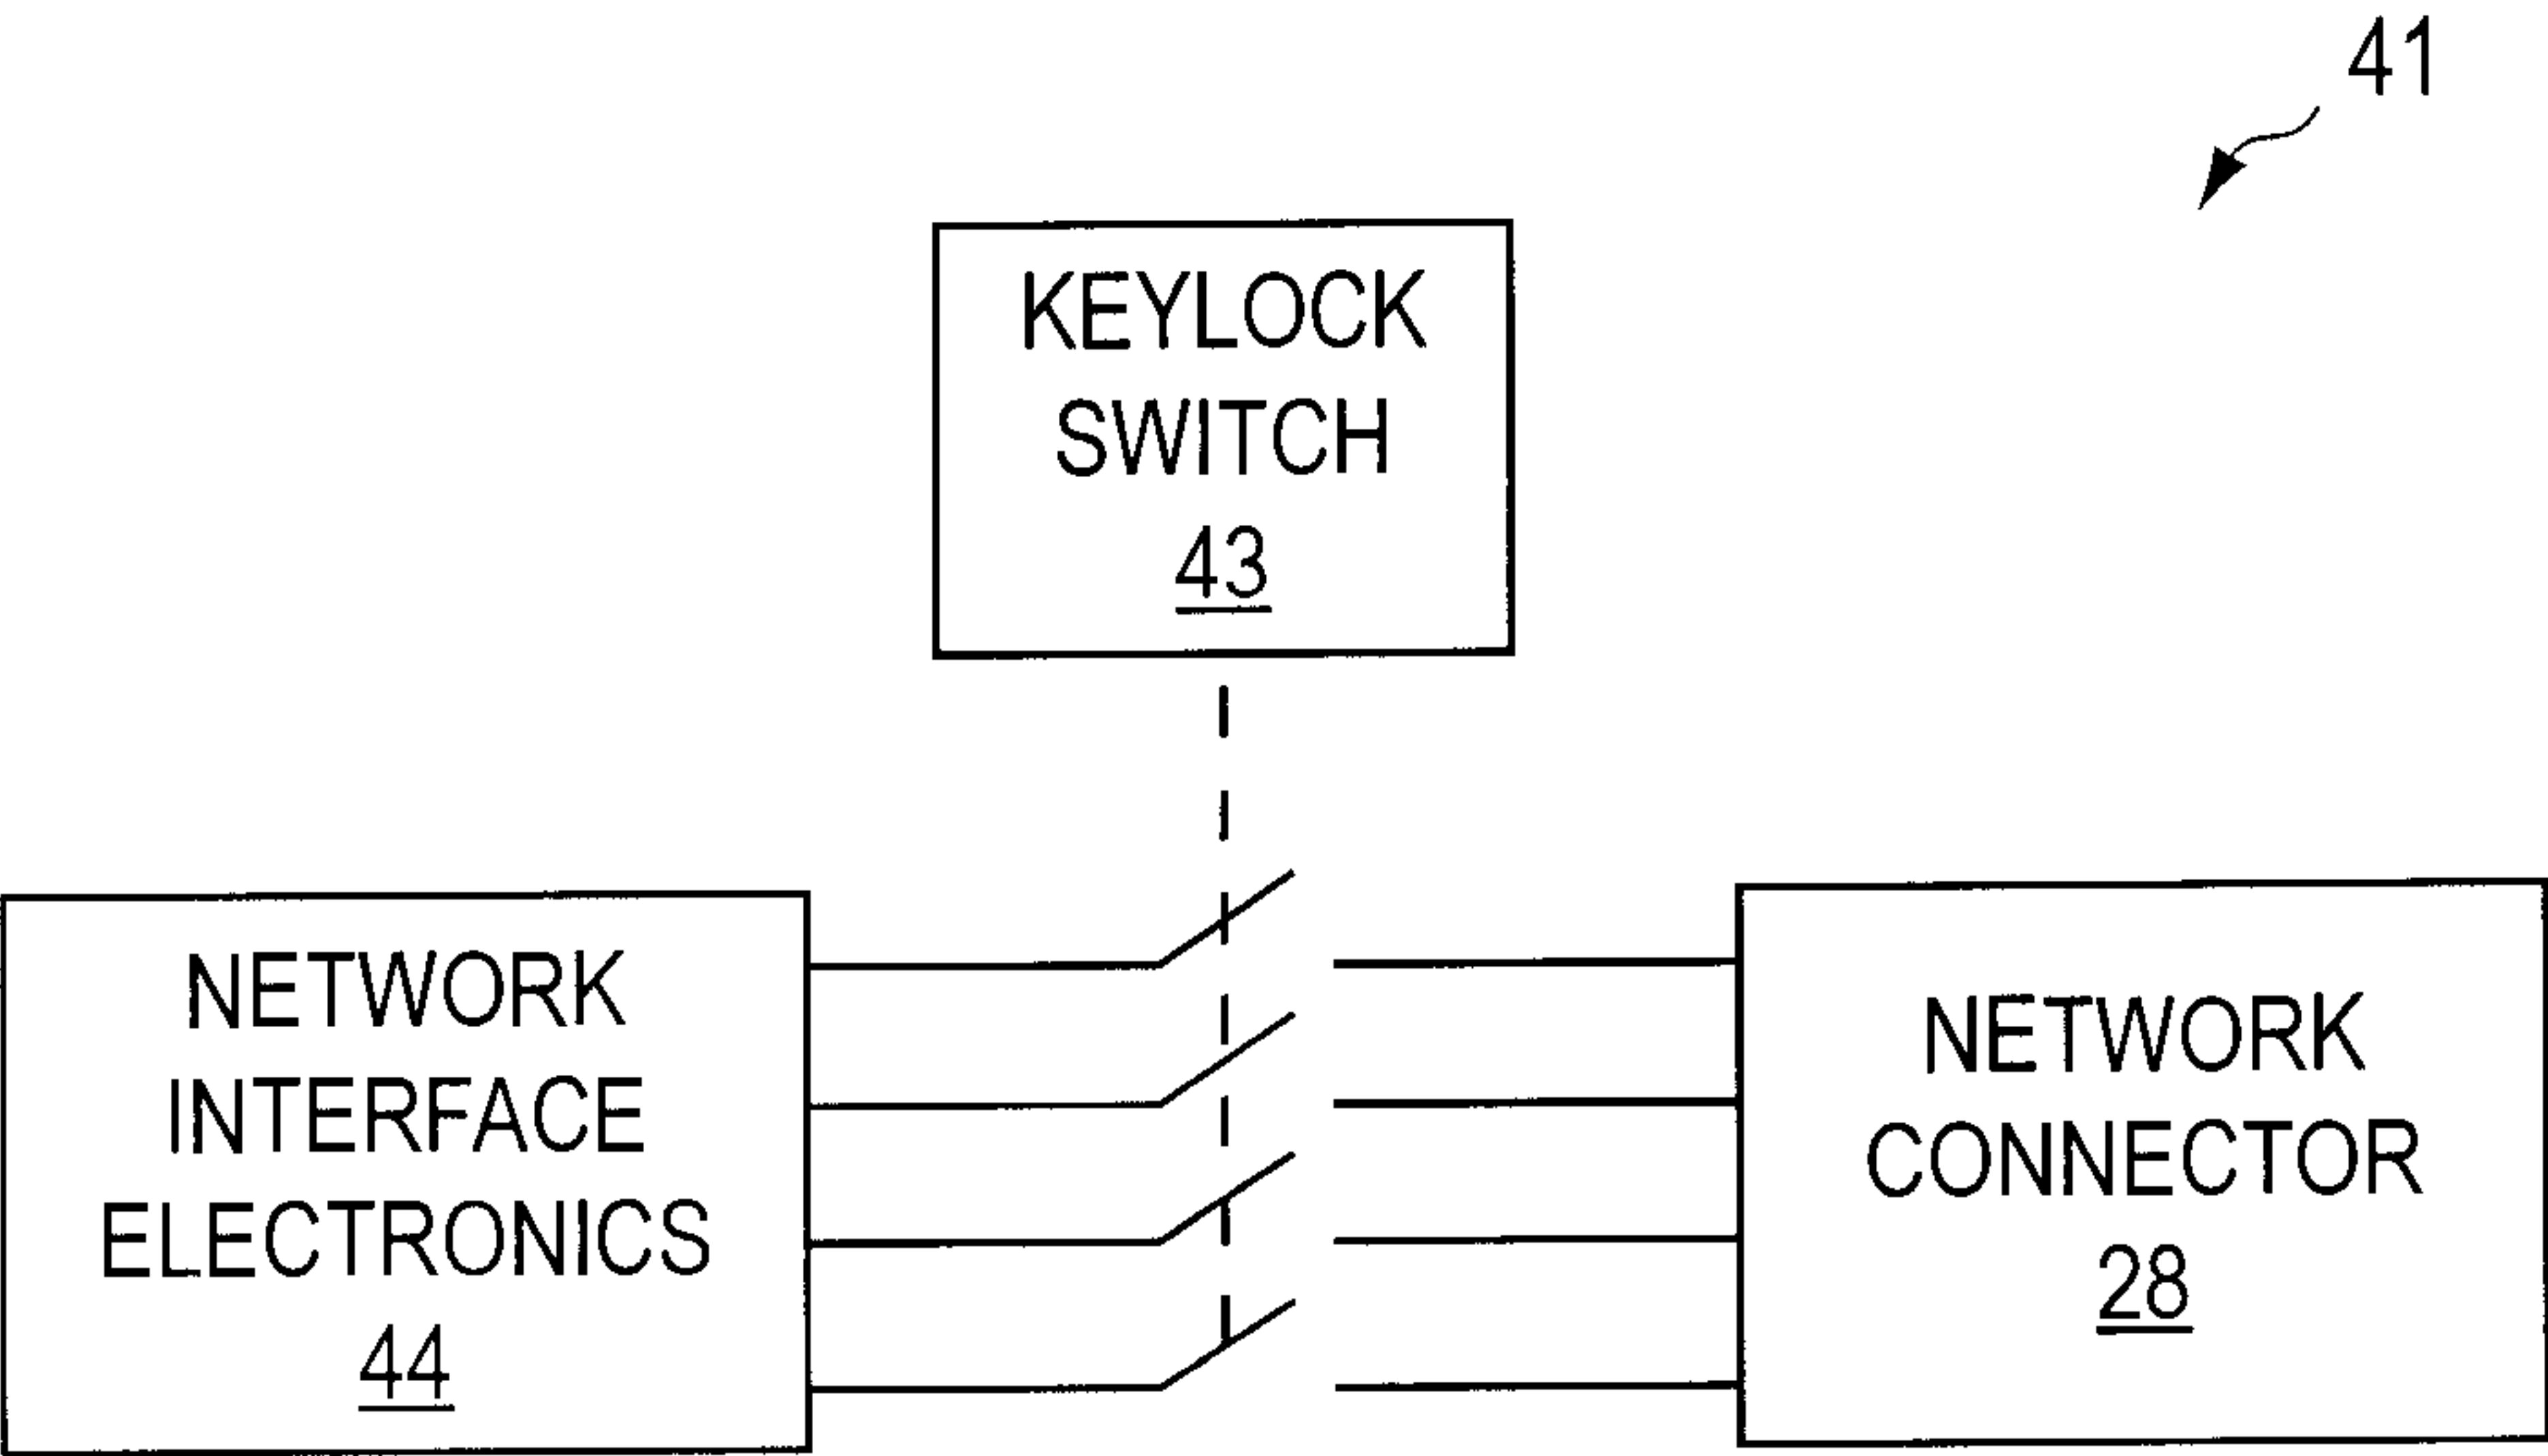 41
KEYLOCK
SWITCH
43
NETWORK
INTERFACE
ELECTRONICS
44
NETWORK
CONNECTOR
28